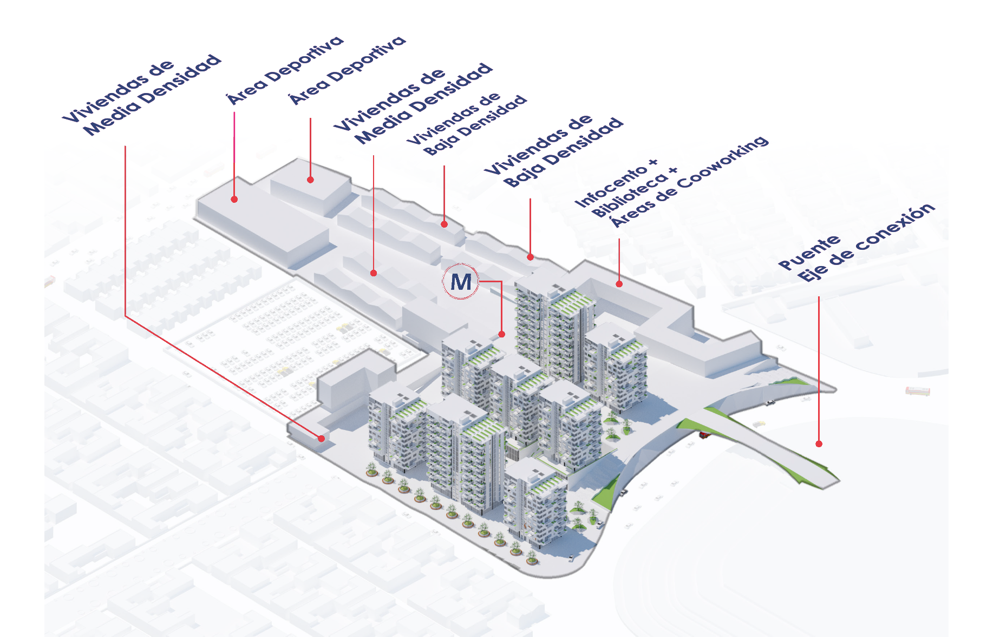 Viviendas de
Media Densidad
Área Deportiva
Área Deportiva
Viviendas de
Media Densidad
Viviendas de
Baja Densidad
Viviendas de
Baja Densidad
Infocento +
Biblioteca +
Áreas de Cooworking
Puente
Eje de conexión
M